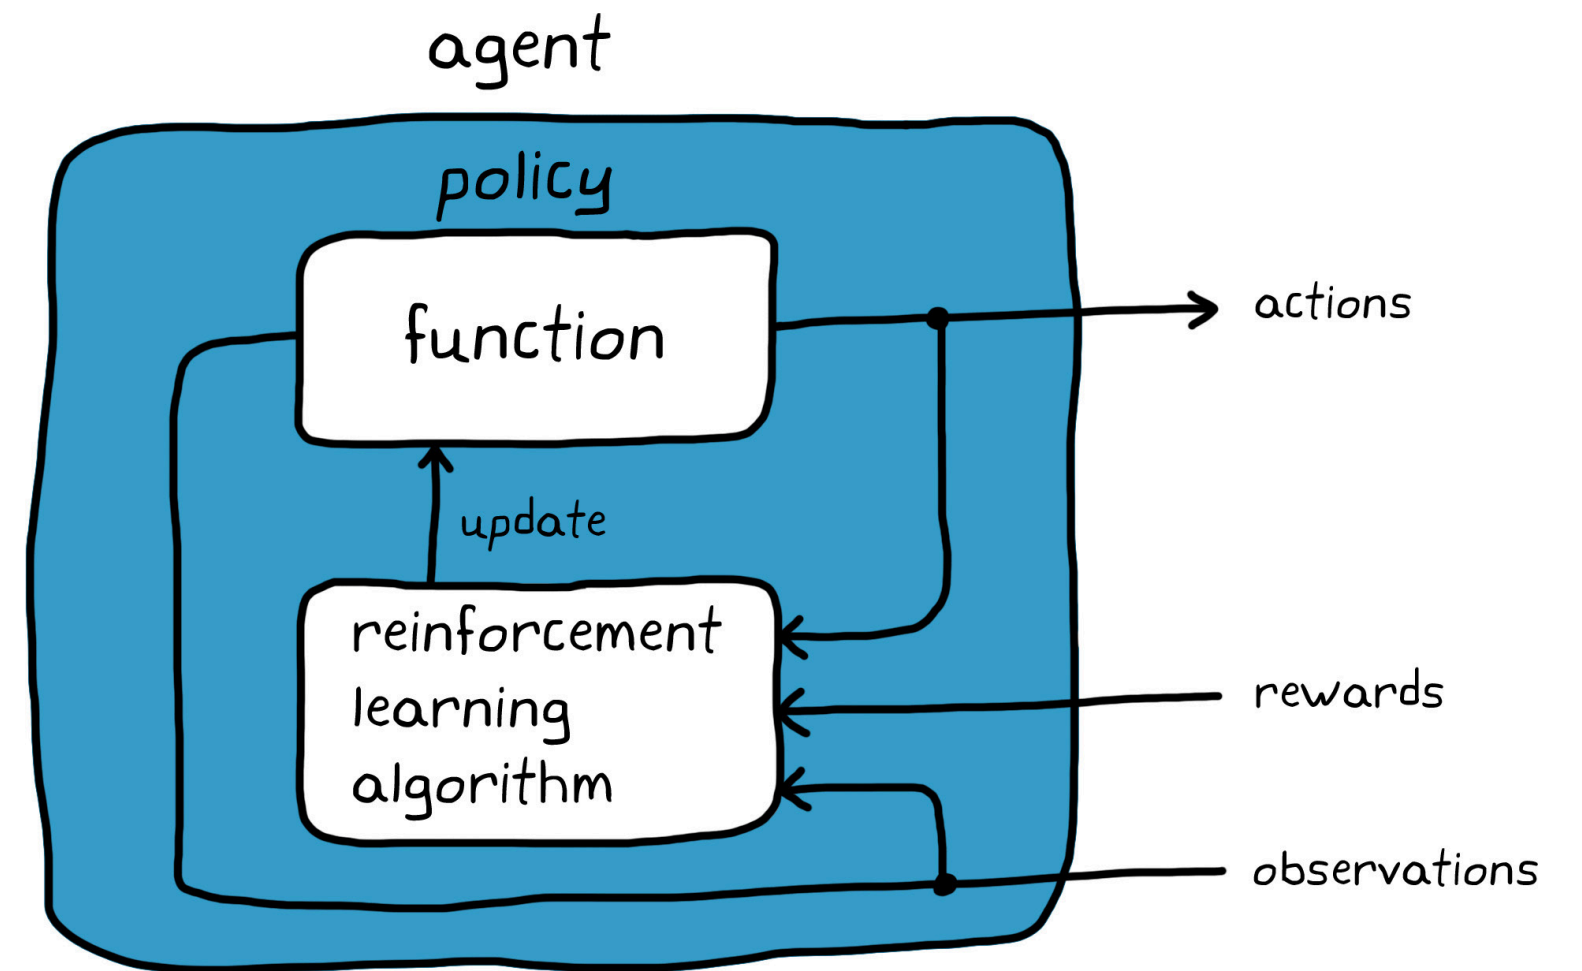 agent
policy
function
actions
update
reinforcement
learning
algorithm
rewards
observations